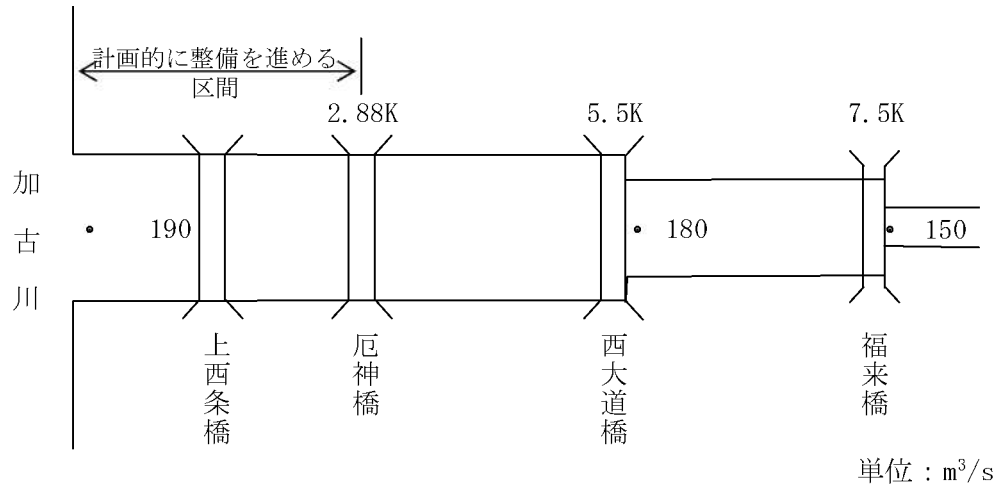 計画的に整備を進める
区間
2.88K
5.5K
7.5K
加古川
190
180
150
上西条橋
厄神橋
西大道橋
福来橋
単位：m³/s